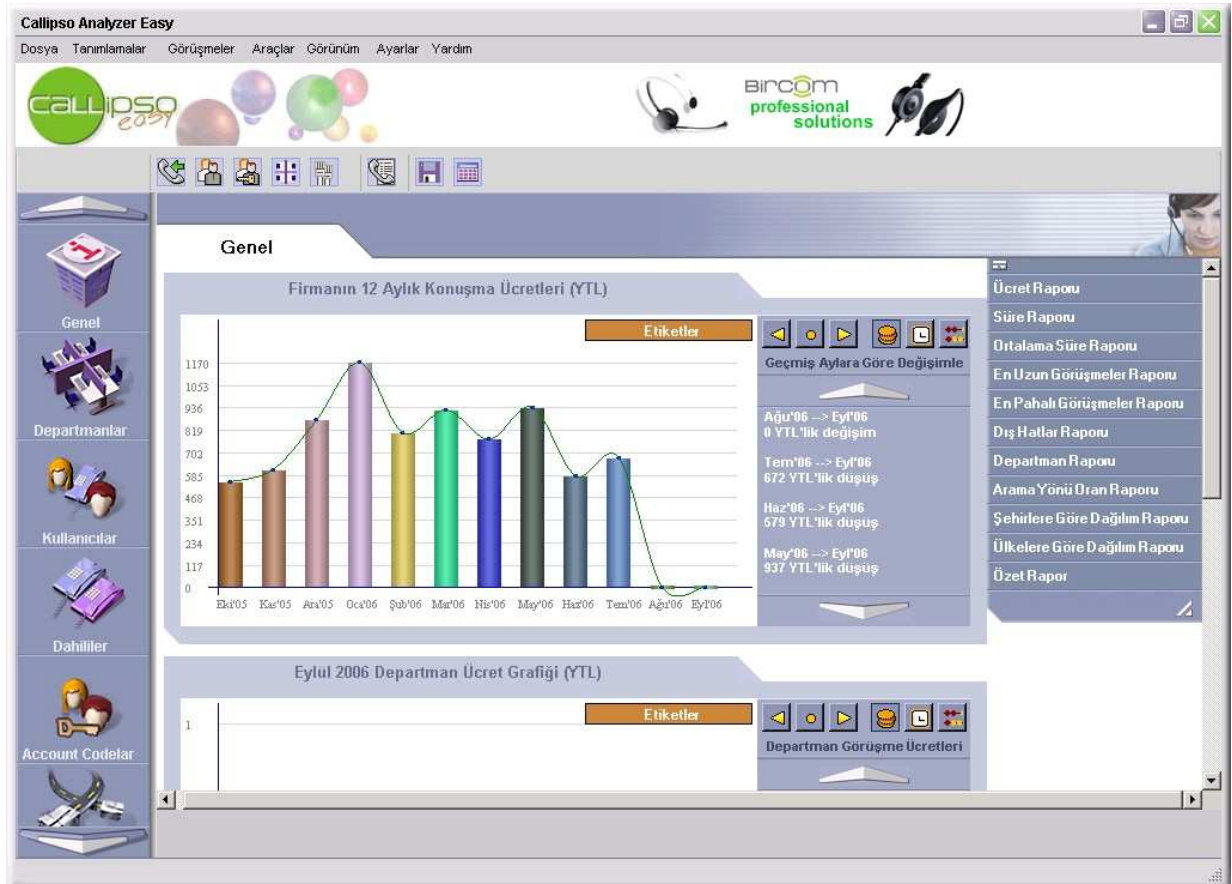 Callipso Analyzer Easy
Dosya Tanımlamalar Görüşmeler Araçlar Görünüm Ayarlar Yardım
CALLiPSO
easy
BIRCOM
professional
solutions
Genel
Genel
Departmanlar
Kullanıcılar
Dahililer
Account Codelar
Firmanın 12 Aylık Konuşma Ücretleri (YTL)
Etiketler
1170
1053
936
819
702
585
468
351
234
117
0
Eki'05 Kas'05 Ara'05 Oca'06 Şub'06 Mar'06 Nis'06 May'06 Haz'06 Tem'06 Ağu'06 Eyl'06
Geçmiş Aylara Göre Değişimle
Ağu'06 --> Eyl'06
0 YTL'lik değişim
Tem'06 --> Eyl'06
672 YTL'lik düşüş
Haz'06 --> Eyl'06
579 YTL'lik düşüş
May'06 --> Eyl'06
937 YTL'lik düşüş
Eylül 2006 Departman Ücret Grafiği (YTL)
Etiketler
1
Departman Görüşme Ücretleri
Ücret Raporu
Süre Raporu
Ortalama Süre Raporu
En Uzun Görüşmeler Raporu
En Pahalı Görüşmeler Raporu
Dış Hatlar Raporu
Departman Raporu
Arama Yönü Oran Raporu
Şehirlere Göre Dağılım Raporu
Ülkelere Göre Dağılım Raporu
Özet Rapor